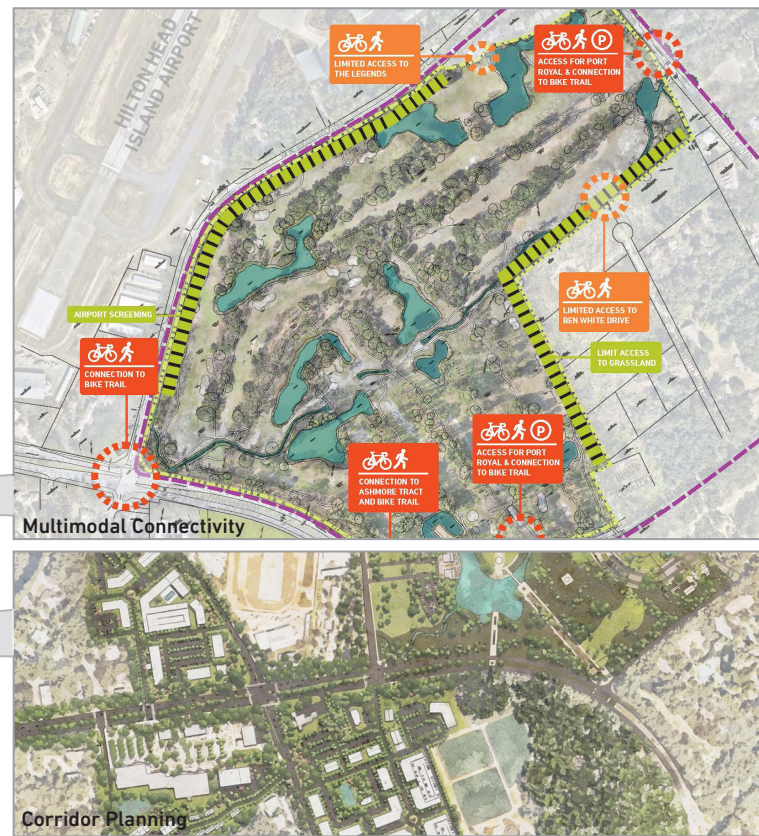 HILTON HEAD
ISLAND AIRPORT
LIMITED ACCESS TO
THE LEGENDS
P
ACCESS FOR PORT
ROYAL & CONNECTION
TO BIKE TRAIL
AIRPORT SCREENING
CONNECTION TO
BIKE TRAIL
LIMITED ACCESS TO
BEN WHITE DRIVE
LIMIT ACCESS
TO GRASSLAND
CONNECTION TO
ASHMORE TRACT
AND BIKE TRAIL
P
ACCESS FOR PORT
ROYAL & CONNECTION
TO BIKE TRAIL
Multimodal Connectivity
Corridor Planning